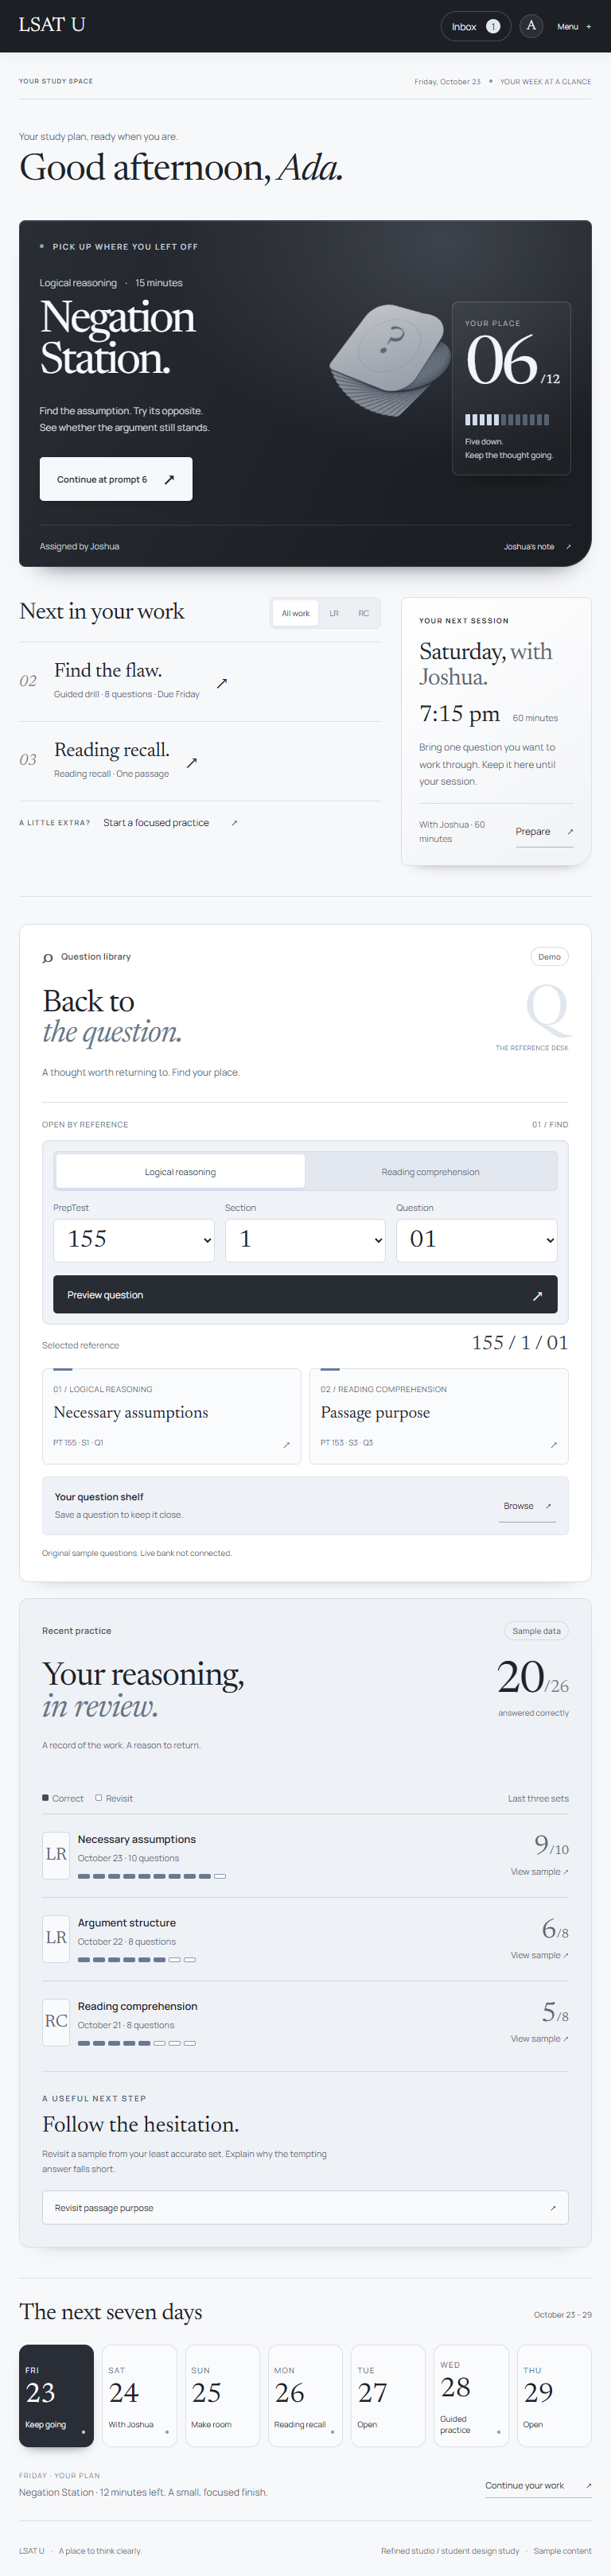 LSAT U
Inbox 1
A
Menu +
YOUR STUDY SPACE
Friday, October 23 • YOUR WEEK AT A GLANCE
Your study plan, ready when you are.
Good afternoon, Ada.
• PICK UP WHERE YOU LEFT OFF
Logical reasoning · 15 minutes
Negation
Station.
Find the assumption. Try its opposite.
See whether the argument still stands.
Continue at prompt 6 ↗
?
YOUR PLACE
06/12
Five down.
Keep the thought going.
Assigned by Joshua
Joshua's note ↗
Next in your work
All work LR RC
02 Find the flaw. ↗
Guided drill · 8 questions · Due Friday
03 Reading recall. ↗
Reading recall · One passage
A LITTLE EXTRA? Start a focused practice ↗
YOUR NEXT SESSION
Saturday, with
Joshua.
7:15 pm 60 minutes
Bring one question you want to
work through. Keep it here until
your session.
With Joshua · 60
minutes
Prepare ↗
Question library
Demo
Back to
the question.
Q
THE REFERENCE DESK
A thought worth returning to. Find your place.
OPEN BY REFERENCE
01 / FIND
Logical reasoning
Reading comprehension
PrepTest Section Question
155 1 01
Preview question ↗
Selected reference
155 / 1 / 01
01 / LOGICAL REASONING
Necessary assumptions
PT 155 · S1 · Q1 ↗
02 / READING COMPREHENSION
Passage purpose
PT 153 · S3 · Q3 ↗
Your question shelf
Save a question to keep it close.
Browse ↗
Original sample questions. Live bank not connected.
Recent practice
Sample data
Your reasoning,
in review.
20/26
answered correctly
A record of the work. A reason to return.
Correct Revisit
Last three sets
LR
Necessary assumptions
October 23 · 10 questions
9/10
View sample ↗
LR
Argument structure
October 22 · 8 questions
6/8
View sample ↗
RC
Reading comprehension
October 21 · 8 questions
5/8
View sample ↗
A USEFUL NEXT STEP
Follow the hesitation.
Revisit a sample from your least accurate set. Explain why the tempting
answer falls short.
Revisit passage purpose ↗
The next seven days
October 23 – 29
FRI
23
Keep going
SAT
24
With Joshua
SUN
25
Make room
MON
26
Reading recall
TUE
27
Open
WED
28
Guided
practice
THU
29
Open
FRIDAY · YOUR PLAN
Negation Station · 12 minutes left. A small, focused finish.
Continue your work ↗
LSAT U · A place to think clearly.
Refined studio / student design study · Sample content